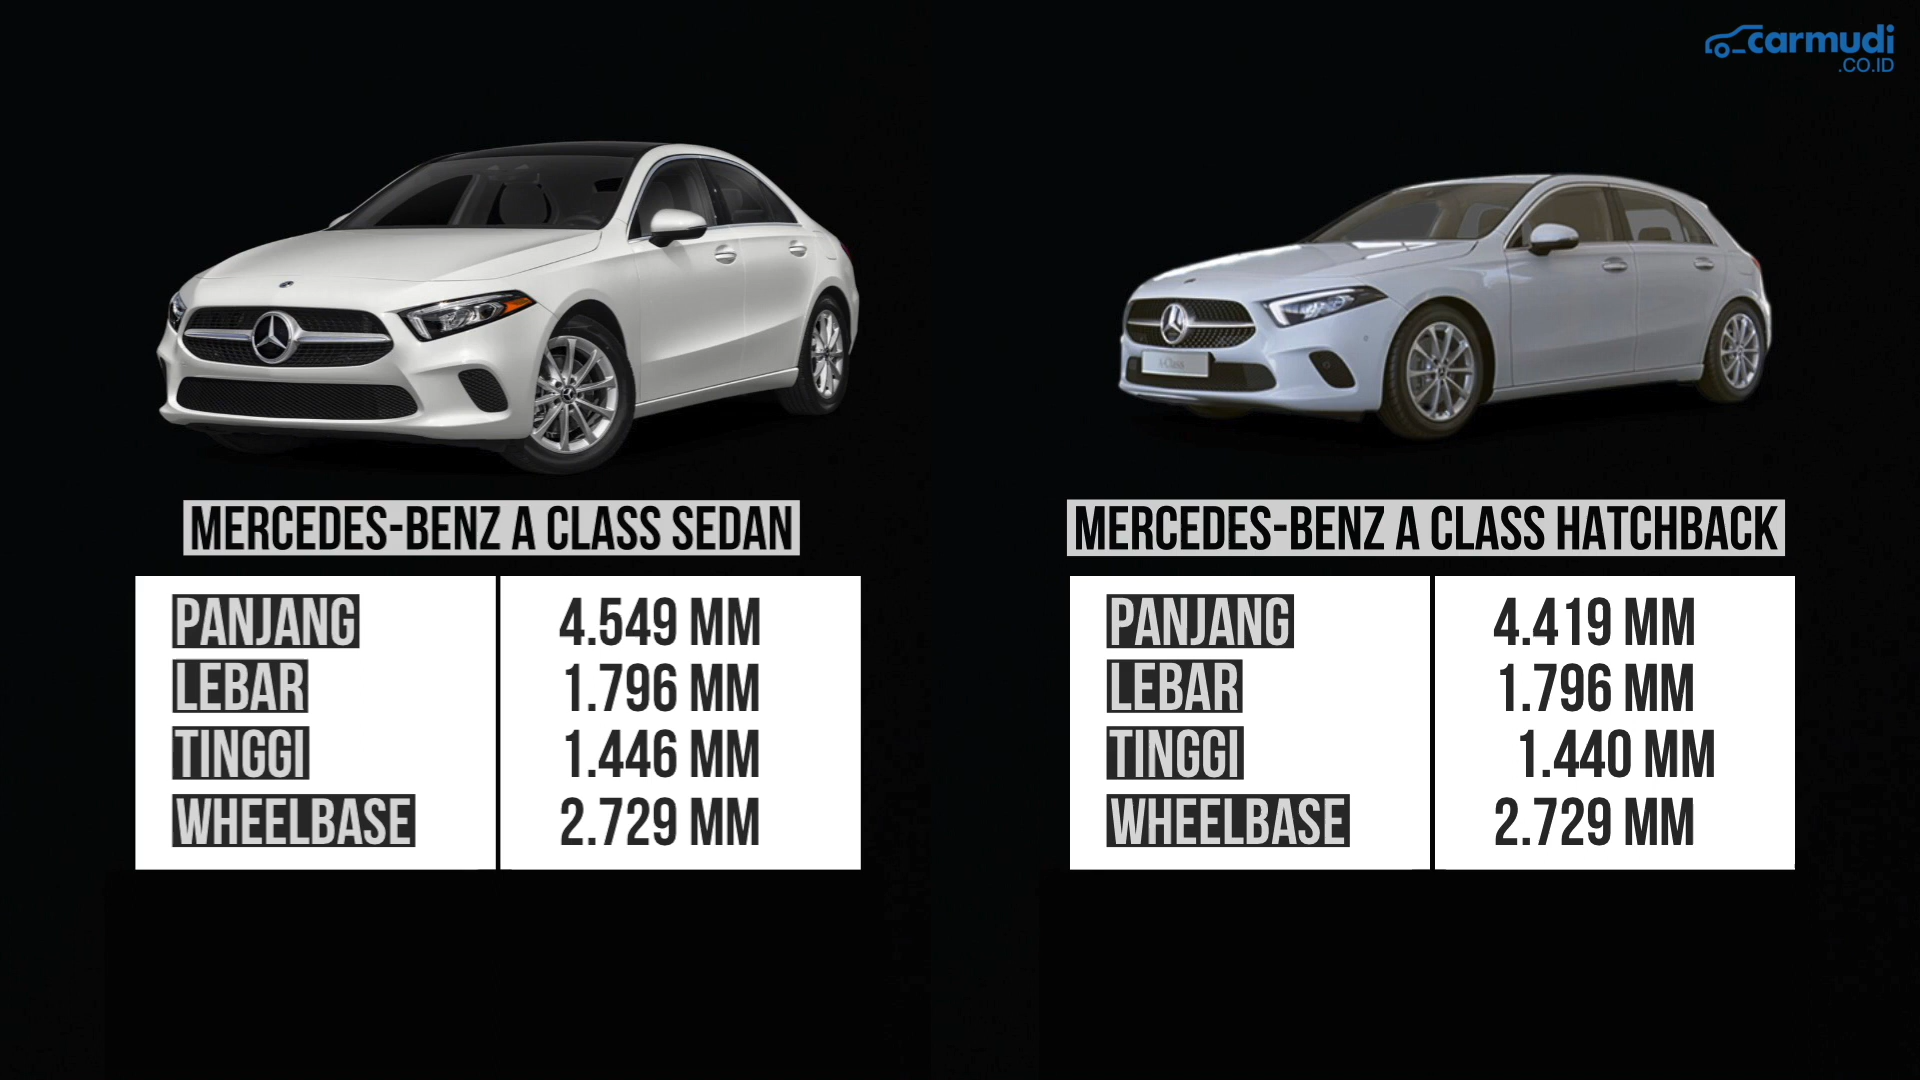 carmudi
.CO.ID
MERCEDES-BENZ A CLASS SEDAN
PANJANG 4.549 MM
LEBAR 1.796 MM
TINGGI 1.446 MM
WHEELBASE 2.729 MM
A-Class
MERCEDES-BENZ A CLASS HATCHBACK
PANJANG 4.419 MM
LEBAR 1.796 MM
TINGGI 1.440 MM
WHEELBASE 2.729 MM